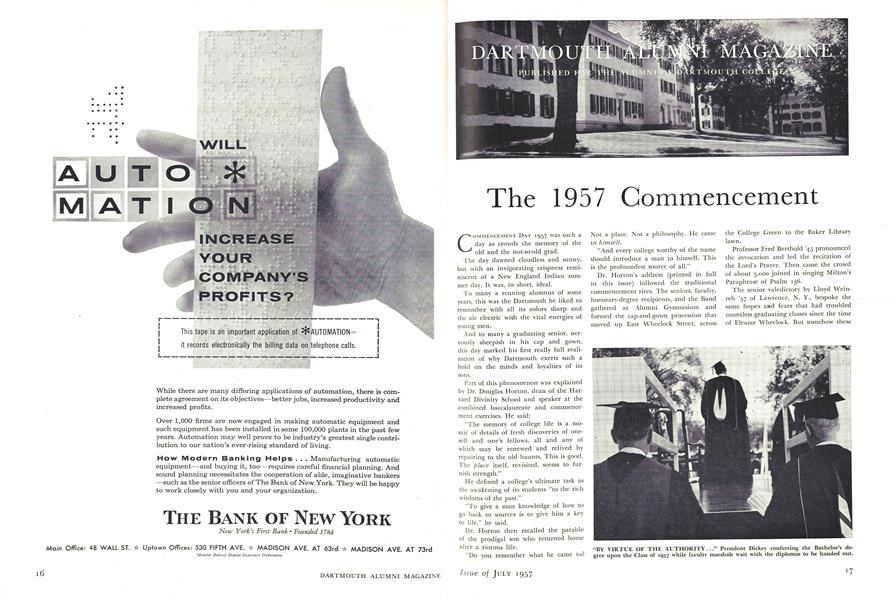 WILL
AUTO *
MATION
INCREASE
YOUR
COMPANY'S
PROFITS?
This tape is an important application of *AUTOMATION—
it records electronically the billing data on telephone calls.
While there are many differing applications of automation, there is com-
plete agreement on its objectives—better jobs, increased productivity and
increased profits.
Over 1,000 firms are now engaged in making automatic equipment and
such equipment has been installed in some 100,000 plants in the past few
years. Automation may well prove to be industry's greatest single contri-
bution to our nation's ever-rising standard of living.
How Modern Banking Helps . . . Manufacturing automatic
equipment—and buying it, too—requires careful financial planning. And
sound planning necessitates the cooperation of able, imaginative bankers
—such as the senior officers of The Bank of New York. They will be happy
to work closely with you and your organization.
THE BANK OF NEW YORK
New York's First Bank • Founded 1784
Main Office: 48 WALL ST. ☆ Uptown Offices: 530 FIFTH AVE. ☆ MADISON AVE. AT 63rd ☆ MADISON AVE. AT 73rd
Member Federal Deposit Insurance Corporation
16
DARTMOUTH ALUMNI MAGAZINE
DARTMOUTH ALUMNI MAGAZINE
PUBLISHED FOR THE ALUMNI OF DARTMOUTH COLLEGE
The 1957 Commencement
COMMENCEMENT DAY 1957 was such a
day as crowds the memory of the
old and the not-so-old grad.
The day dawned cloudless and sunny,
but with an invigorating crispness remi-
niscent of a New England Indian sum-
mer day. It was, in short, ideal.
To many a reuning alumnus of some
years, this was the Dartmouth he liked to
remember with all its colors sharp and
the air electric with the vital energies of
young men.
And to many a graduating senior, ner-
vously sheepish in his cap and gown,
this day marked his first really full reali-
zation of why Dartmouth exerts such a
hold on the minds and loyalties of its
sons.
Part of this phenomenon was explained
by Dr. Douglas Horton, dean of the Har-
vard Divinity School and speaker at the
combined baccalaureate and commence-
ment exercises. He said:
"The memory of college life is a mo-
saic of details of fresh discoveries of one-
self and one's fellows, all and any of
which may be renewed and relived by
repairing to the old haunts. This is good.
The place itself, revisited, seems to fur-
nish strength."
He defined a college's ultimate task as
the awakening of its students "to the rich
wisdoms of the past."
"To give a man knowledge of how to
go back to sources is to give him a key
to life," he said.
Dr. Horton then recalled the parable
of the prodigal son who returned home
after a riotous life.
"Do you remember what he came to?
Not a place. Not a philosophy. He came
to himself.
"And every college worthy of the name
should introduce a man to himself. This
is the profoundest source of all."
Dr. Horton's address (printed in full
in this issue) followed the traditional
commencement rites. The seniors, faculty,
honorary-degree recipients, and the Band
gathered at Alumni Gymnasium and
formed the cap-and-gown procession that
moved up East Wheelock Street, across
the College Green to the Baker Library
lawn.
Professor Fred Berthold '45 pronounced
the invocation and led the recitation of
the Lord's Prayer. Then came the crowd
of about 5,000 joined in singing Milton's
Paraphrase of Psalm 136.
The senior valedictory by Lloyd Wein-
reb '57 of Lawrence, N. Y., bespoke the
same hopes and fears that had troubled
countless graduating classes since the time
of Eleazar Wheelock. But somehow these
"BY VIRTUE OF THE AUTHORITY . . ." President Dickey conferring the Bachelor's de-
gree upon the Class of 1957 while faculty marshals wait with the diplomas to be handed out.
Issue of JULY 1957
17